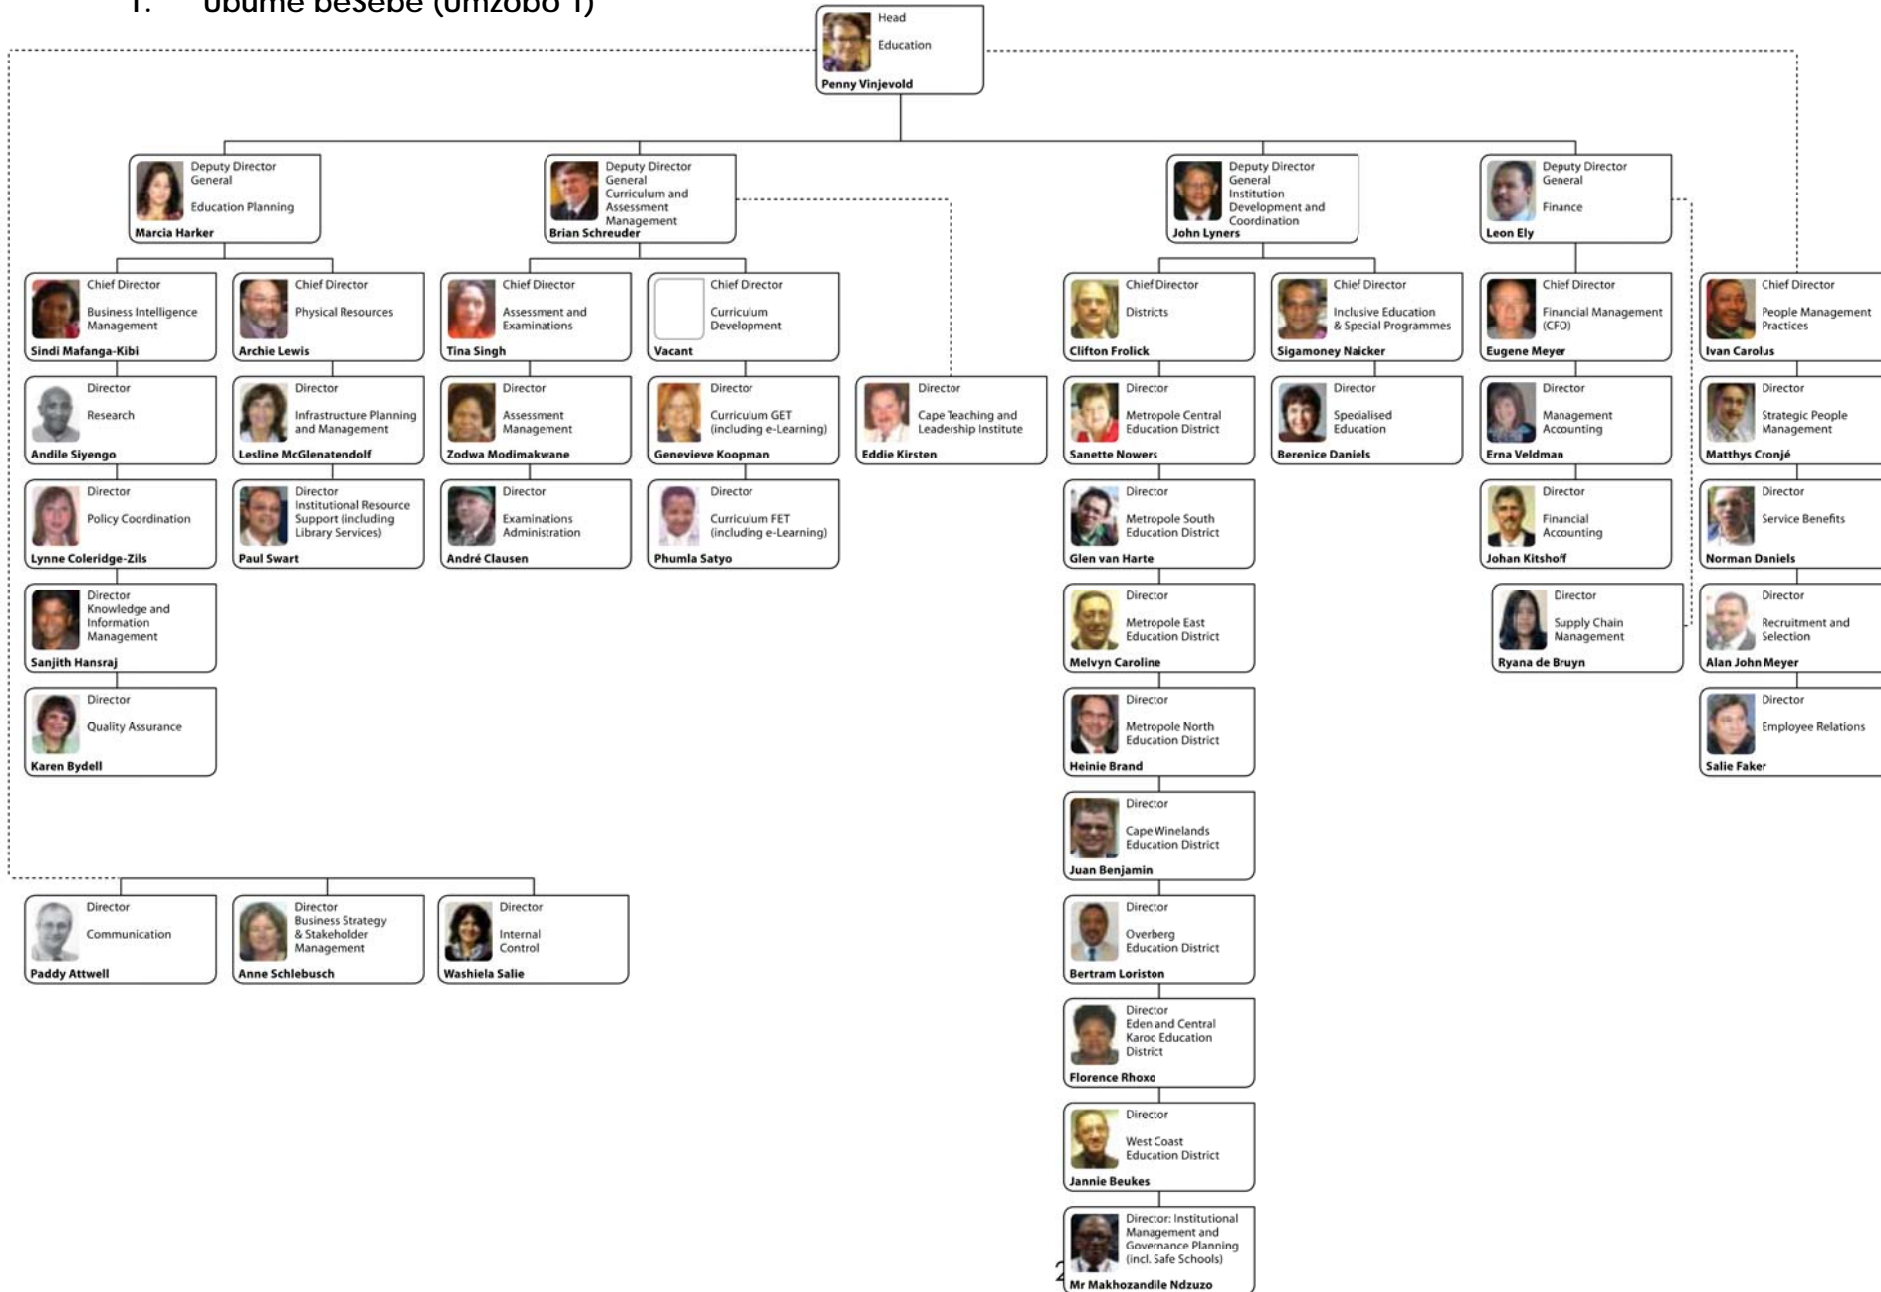 1. Ubume beSebe (Umzobo 1)
Head
Education
Penny Vinjevold
Deputy Director
General
Education Planning
Marcia Harker
Deputy Director
General
Curriculum and
Assessment
Management
Brian Schreuder
Deputy Director
General
Institution
Development and
Coordination
John Lyners
Deputy Director
General
Finance
Leon Ely
Chief Director
Business Intelligence
Management
Sindi Mafanga-Kibi
Chief Director
Physical Resources
Archie Lewis
Chief Director
Assessment and
Examinations
Tina Singh
Chief Director
Curriculum
Development
Vacant
Chief Director
Districts
Clifton Frolick
Chief Director
Inclusive Education
& Special Programmes
Sigamoney Naicker
Chief Director
Financial Management
(CFO)
Eugene Meyer
Chief Director
People Management
Practices
Ivan Carolus
Director
Research
Andile Siyengo
Director
Infrastructure Planning
and Management
Lesline McGlenatendolf
Director
Assessment
Management
Zodwa Modimakwane
Director
Curriculum GET
(including e-Learning)
Genevieve Koopman
Director
Cape Teaching and
Leadership Institute
Eddie Kirsten
Director
Metropole Central
Education District
Sanette Nowers
Director
Specialised
Education
Berenice Daniels
Director
Management
Accounting
Erna Veldman
Director
Strategic People
Management
Matthys Cronjé
Director
Policy Coordination
Lynne Coleridge-Zils
Director
Institutional Resource
Support (including
Library Services)
Paul Swart
Director
Examinations
Administration
André Clausen
Director
Curriculum FET
(including e-Learning)
Phumla Satyo
Director
Metropole South
Education District
Glen van Harte
Director
Financial
Accounting
Johan Kitshoff
Director
Service Benefits
Norman Daniels
Director
Knowledge and
Information
Management
Sanjith Hansraj
Director
Metropole East
Education District
Melvyn Caroline
Director
Supply Chain
Management
Ryana de Bruyn
Director
Recruitment and
Selection
Alan John Meyer
Director
Quality Assurance
Karen Bydell
Director
Metropole North
Education District
Heinie Brand
Director
Employee Relations
Salie Faker
Director
Cape Winelands
Education District
Juan Benjamin
Director
Communication
Paddy Attwell
Director
Business Strategy
& Stakeholder
Management
Anne Schlebusch
Director
Internal
Control
Washiela Salie
Director
Overberg
Education District
Bertram Loriston
Director
Eden and Central
Karoo Education
District
Florence Rhoxo
Director
West Coast
Education District
Jannie Beukes
Director: Institutional
Management and
Governance Planning
(incl. Safe Schools)
Mr Makhozandile Ndzuzo
2